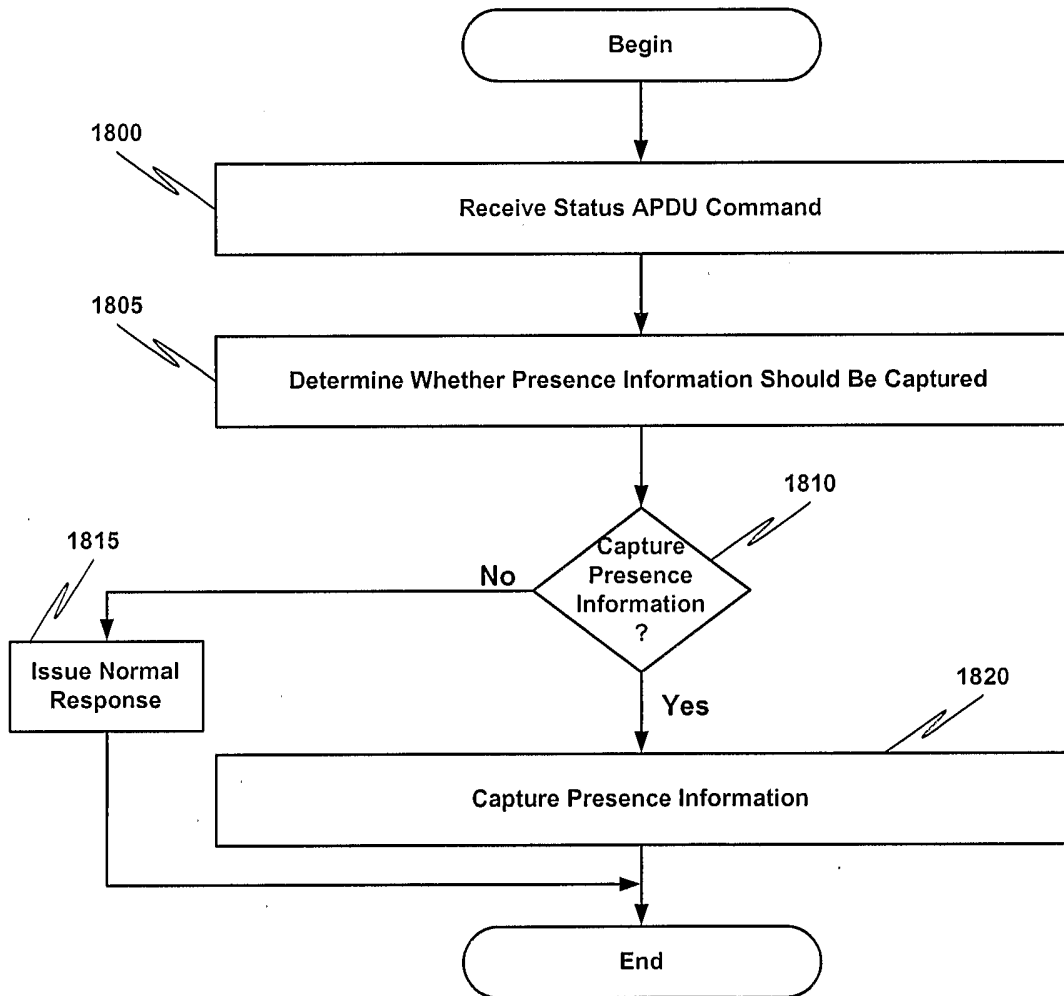 Begin
1800
Receive Status APDU Command
1805
Determine Whether Presence Information Should Be Captured
1810
Capture
Presence
Information
?
No
1815
Issue Normal
Response
Yes
1820
Capture Presence Information
End